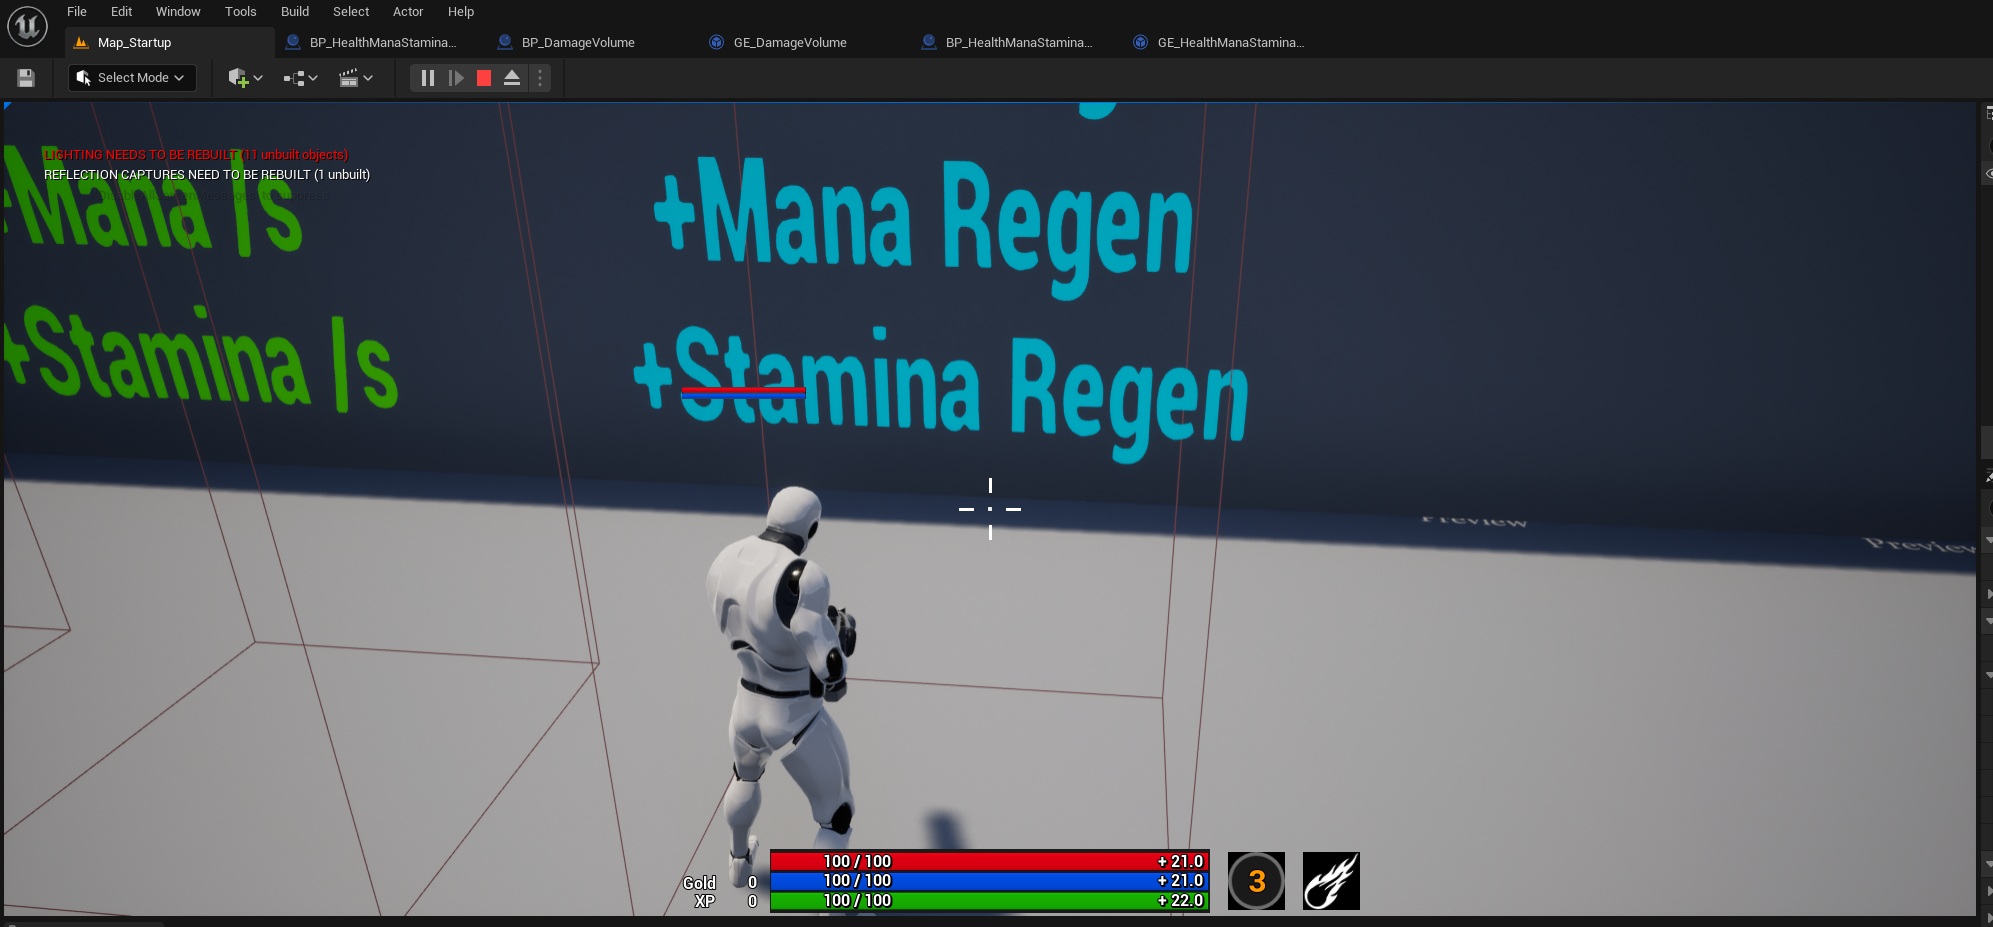 File Edit Window Tools Build Select Actor Help
Map_Startup BP_HealthManaStamina... BP_DamageVolume GE_DamageVolume BP_HealthManaStamina... GE_HealthManaStamina...
Select Mode
LIGHTING NEEDS TO BE REBUILT (11 unbuilt objects)
REFLECTION CAPTURES NEED TO BE REBUILT (1 unbuilt)
+Mana /s
+Mana Regen
+Stamina /s
+Stamina Regen
Preview
Preview
100 / 100 + 21.0
Gold 0 100 / 100 + 21.0
XP 0 100 / 100 + 22.0
3